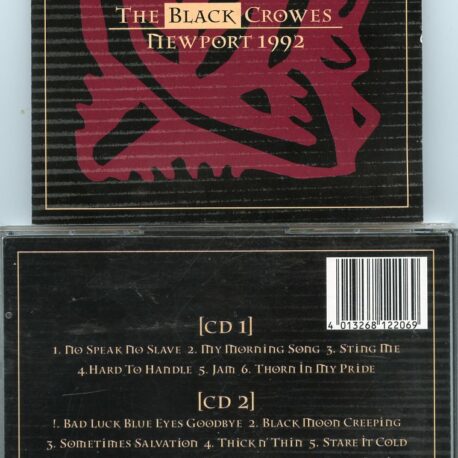 The Black Crowes
Newport 1992
4 013268 122069
[CD 1]
1. No Speak No Slave 2. My Morning Song 3. Sting Me
4.Hard To Handle 5. Jam 6. Thorn In My Pride
[CD 2]
!. Bad Luck Blue Eyes Goodbye 2. Black Moon Creeping
3. Sometimes Salvation 4. Thick n' Thin 5. Stare it Cold